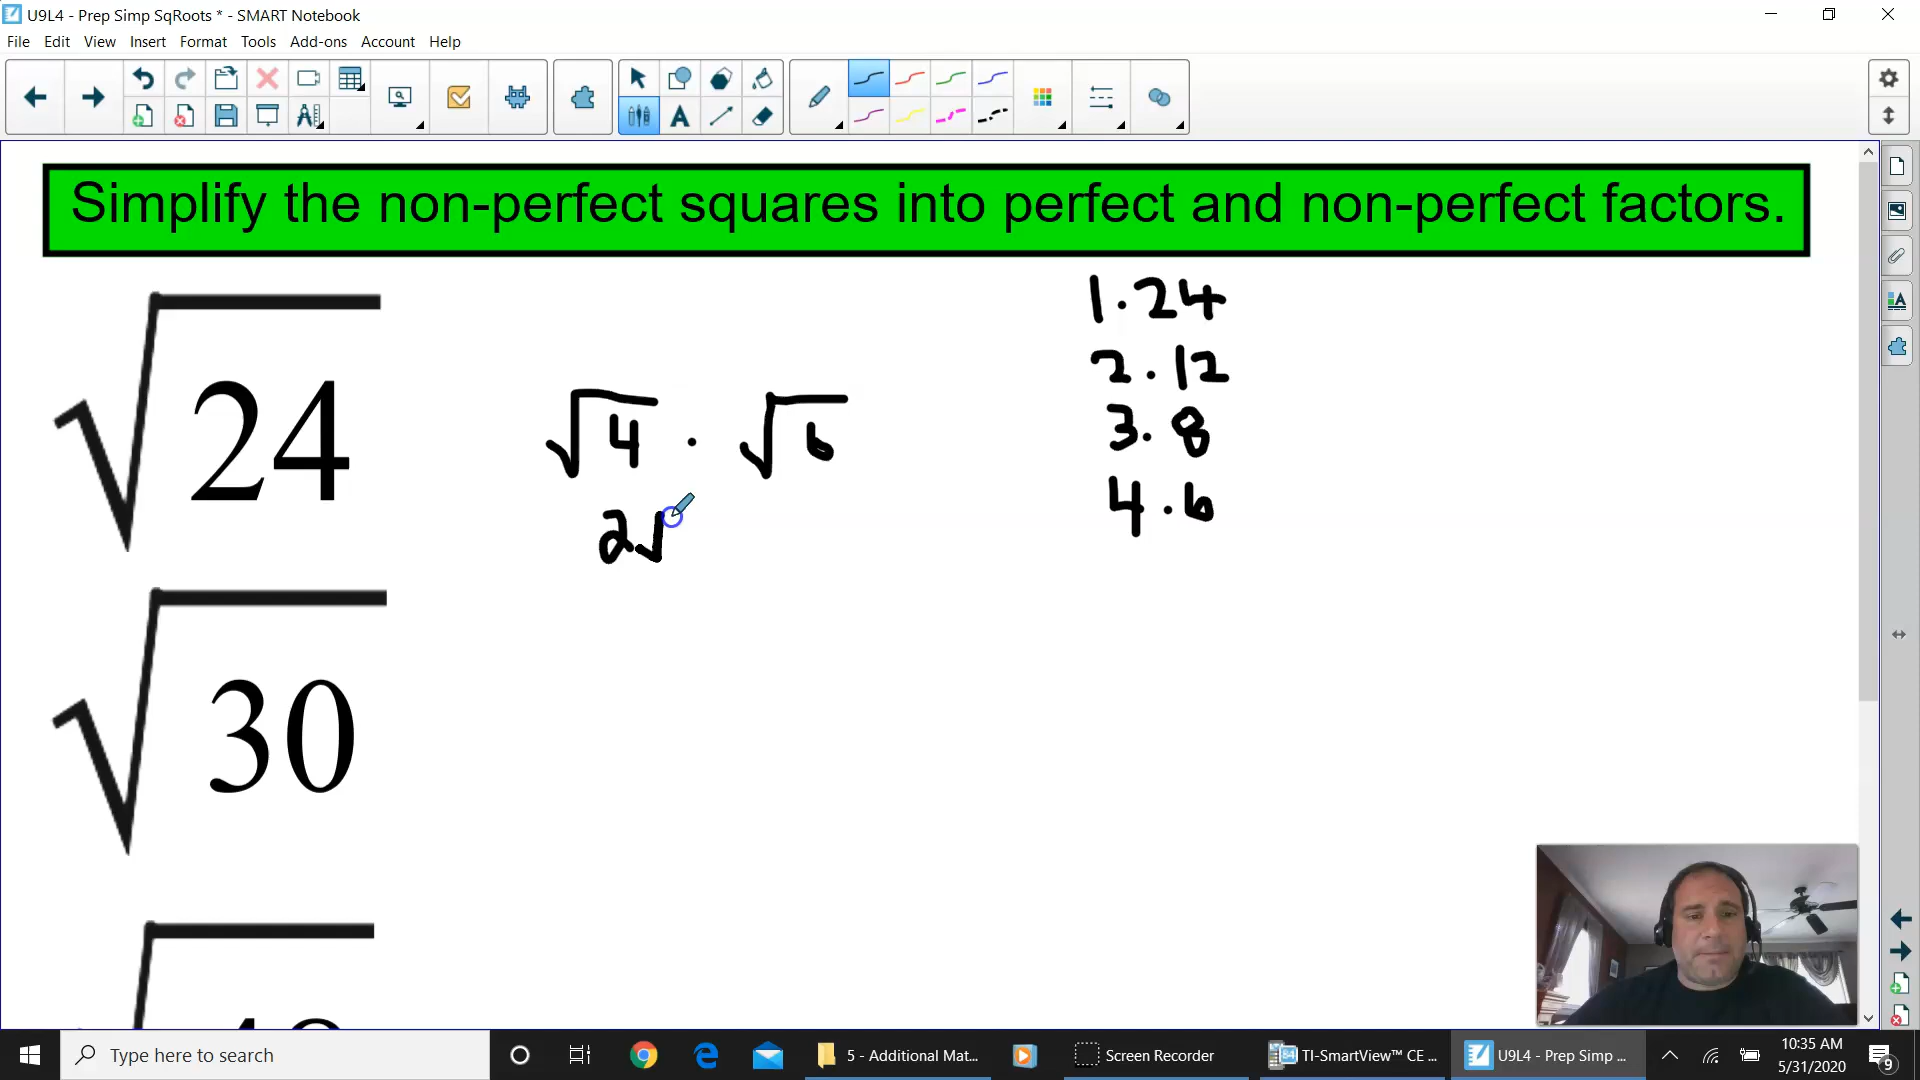 U9L4 - Prep Simp SqRoots * - SMART Notebook
File Edit View Insert Format Tools Add-ons Account Help
A
Simplify the non-perfect squares into perfect and non-perfect factors.
√24
√4 · √6
2√
1·24
2·12
3·8
4·6
√30
Type here to search
5 - Additional Mat...
Screen Recorder
TI-SmartView™ CE ...
U9L4 - Prep Simp ...
10:35 AM
5/31/2020
9